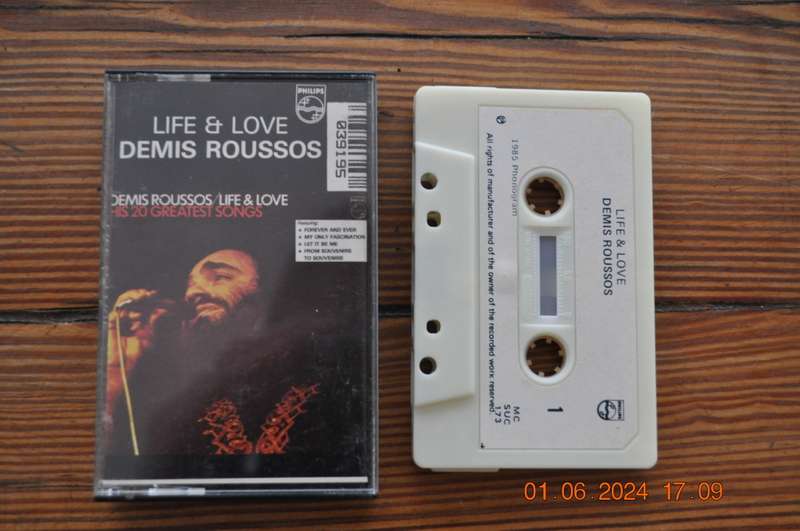 PHILIPS
LIFE & LOVE
DEMIS ROUSSOS
039195
DEMIS ROUSSOS/LIFE & LOVE
HIS 20 GREATEST SONGS
Featuring:
• FOREVER AND EVER
• MY ONLY FASCINATION
• LET IT BE ME
• FROM SOUVENIRS
TO SOUVENIRS
LIFE & LOVE
DEMIS ROUSSOS
1985 Phonogram
All rights of manufacturer and of the owner of the recorded work reserved.
1
MC
SUC
173
PHILIPS
01.06.2024 17:09